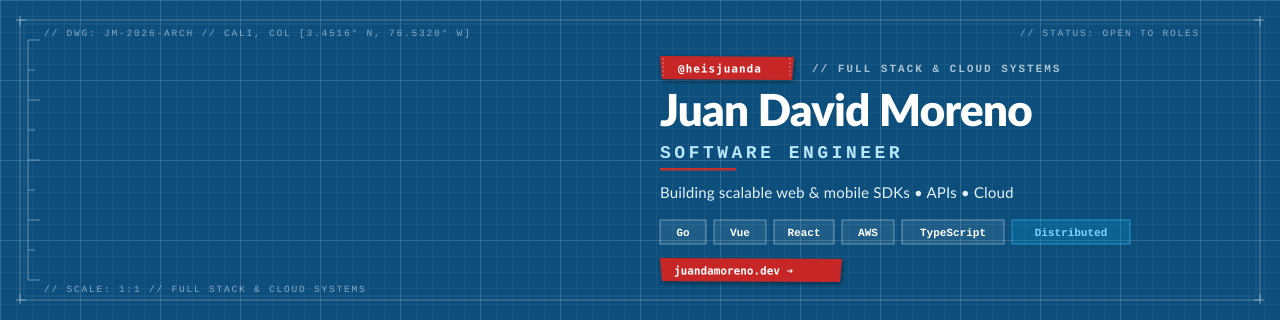 // DWG: JM-2026-ARCH // CALI, COL [3.4516° N, 76.5320° W]
// STATUS: OPEN TO ROLES
@heisjuanda
// FULL STACK & CLOUD SYSTEMS
Juan David Moreno
SOFTWARE ENGINEER
Building scalable web & mobile SDKs • APIs • Cloud
Go Vue React AWS TypeScript Distributed
juandamoreno.dev →
// SCALE: 1:1 // FULL STACK & CLOUD SYSTEMS